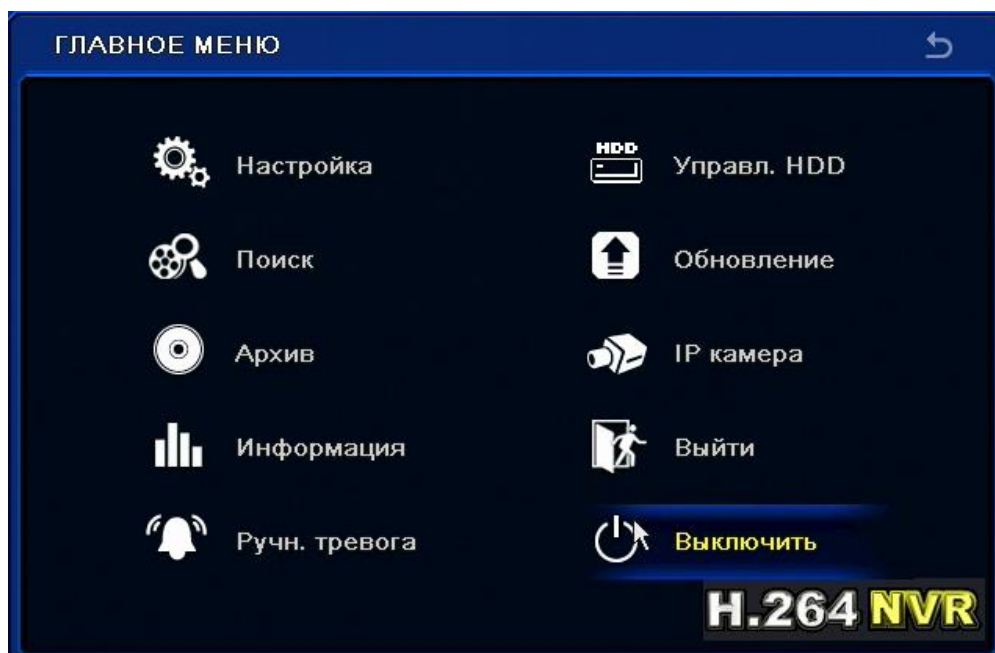 ГЛАВНОЕ МЕНЮ
Настройка
HDD
Управл. HDD
Поиск
Обновление
Архив
IP камера
Информация
Выйти
Ручн. тревога
Выключить
H.264 NVR